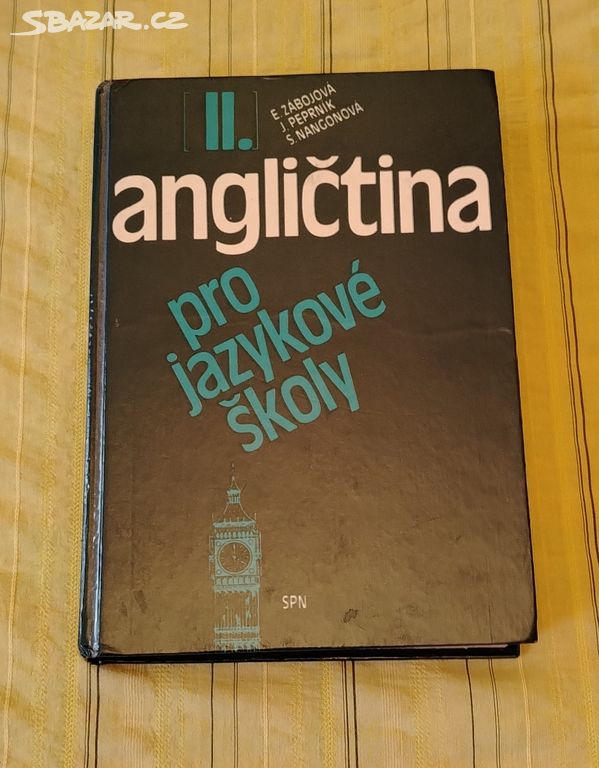 SBAZAR.CZ
[II.]
E. ZÁBOJOVÁ
J. PEPRNÍK
S. NANGONOVÁ
angličtina
pro
jazykové
školy
SPN